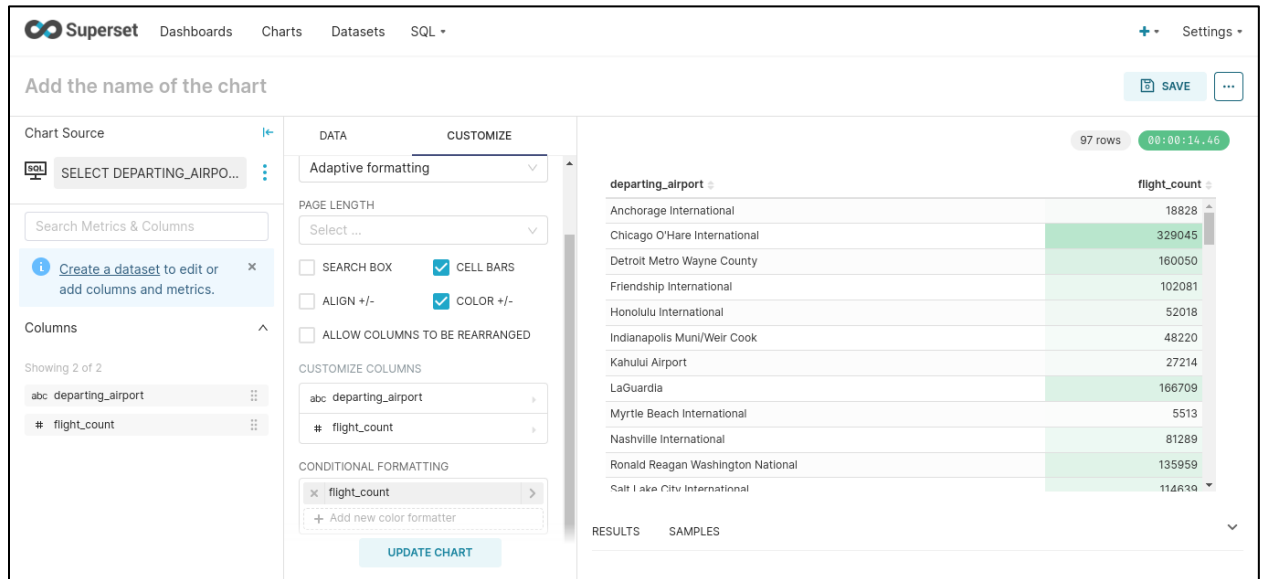 Superset Dashboards Charts Datasets SQL Settings
Add the name of the chart
SAVE ...
Chart Source
SQL SELECT DEPARTING_AIRPO...
Search Metrics & Columns
Create a dataset to edit or
add columns and metrics.
Columns
Showing 2 of 2
abc departing_airport
# flight_count
DATA CUSTOMIZE
Adaptive formatting
PAGE LENGTH
Select ...
SEARCH BOX CELL BARS
ALIGN +/- COLOR +/-
ALLOW COLUMNS TO BE REARRANGED
CUSTOMIZE COLUMNS
abc departing_airport
# flight_count
CONDITIONAL FORMATTING
× flight_count
+ Add new color formatter
UPDATE CHART
97 rows 00:00:14.46
departing_airport flight_count
Anchorage International 18828
Chicago O'Hare International 329045
Detroit Metro Wayne County 160050
Friendship International 102081
Honolulu International 52018
Indianapolis Muni/Weir Cook 48220
Kahului Airport 27214
LaGuardia 166709
Myrtle Beach International 5513
Nashville International 81289
Ronald Reagan Washington National 135959
Salt Lake City International 114639
RESULTS SAMPLES